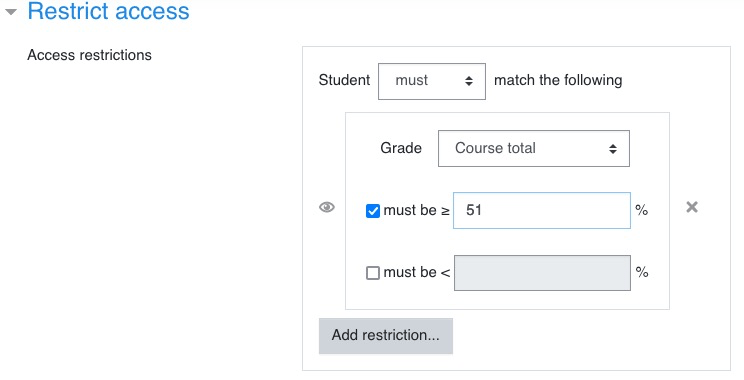 Restrict access
Access restrictions
Student must match the following
Grade Course total
must be ≥ 51 %
must be < %
Add restriction...